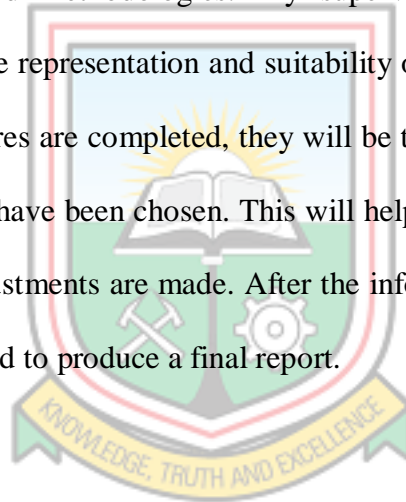 e representation and suitability o
res are completed, they will be t
have been chosen. This will help
ustments are made. After the info
d to produce a final report.
KNOWLEDGE, TRUTH AND EXCELLENCE